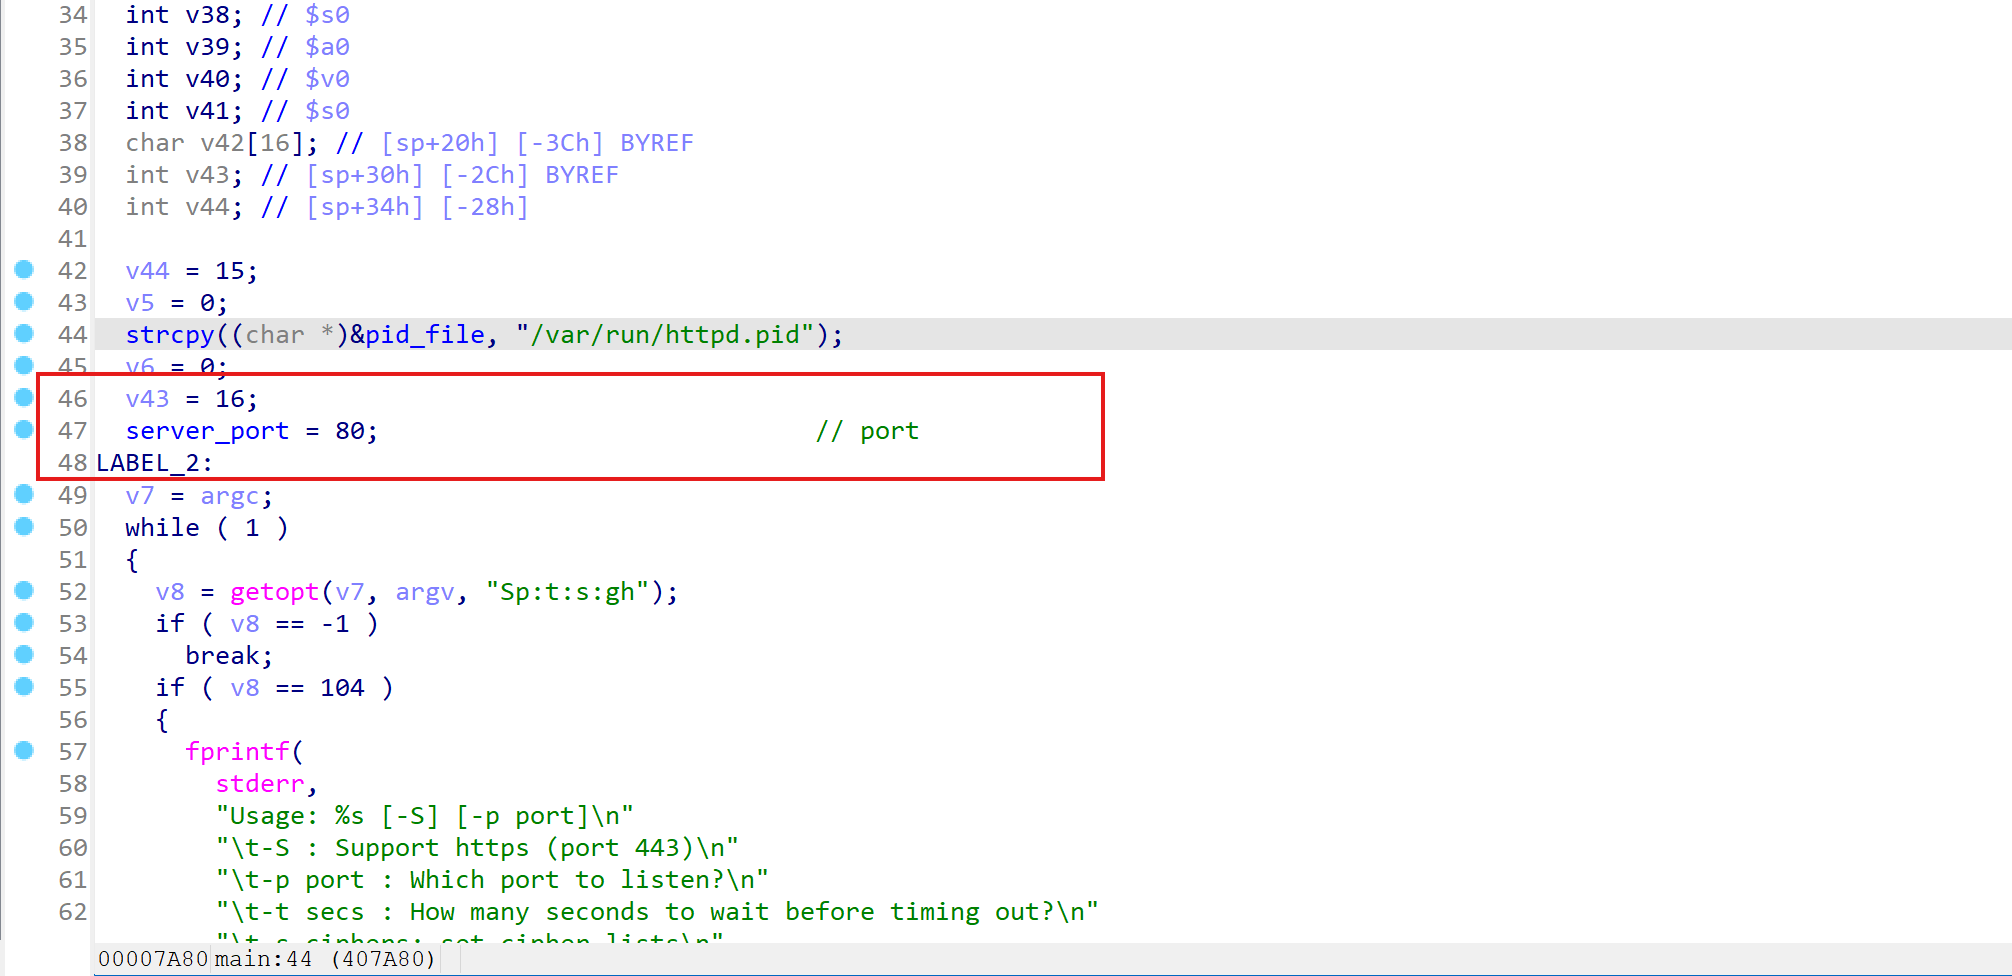 34 int v38; // $s0
35 int v39; // $a0
36 int v40; // $v0
37 int v41; // $s0
38 char v42[16]; // [sp+20h] [-3Ch] BYREF
39 int v43; // [sp+30h] [-2Ch] BYREF
40 int v44; // [sp+34h] [-28h]
41
42 v44 = 15;
43 v5 = 0;
44 strcpy((char *)&pid_file, "/var/run/httpd.pid");
45 v6 = 0;
46 v43 = 16;
47 server_port = 80; // port
48 LABEL_2:
49 v7 = argc;
50 while ( 1 )
51 {
52 v8 = getopt(v7, argv, "Sp:t:s:gh");
53 if ( v8 == -1 )
54 break;
55 if ( v8 == 104 )
56 {
57 fprintf(
58 stderr,
59 "Usage: %s [-S] [-p port]\n"
60 "\t-S : Support https (port 443)\n"
61 "\t-p port : Which port to listen?\n"
62 "\t-t secs : How many seconds to wait before timing out?\n"
"\t-s ciphers: set cipher lists\n"
00007A80 main:44 (407A80)